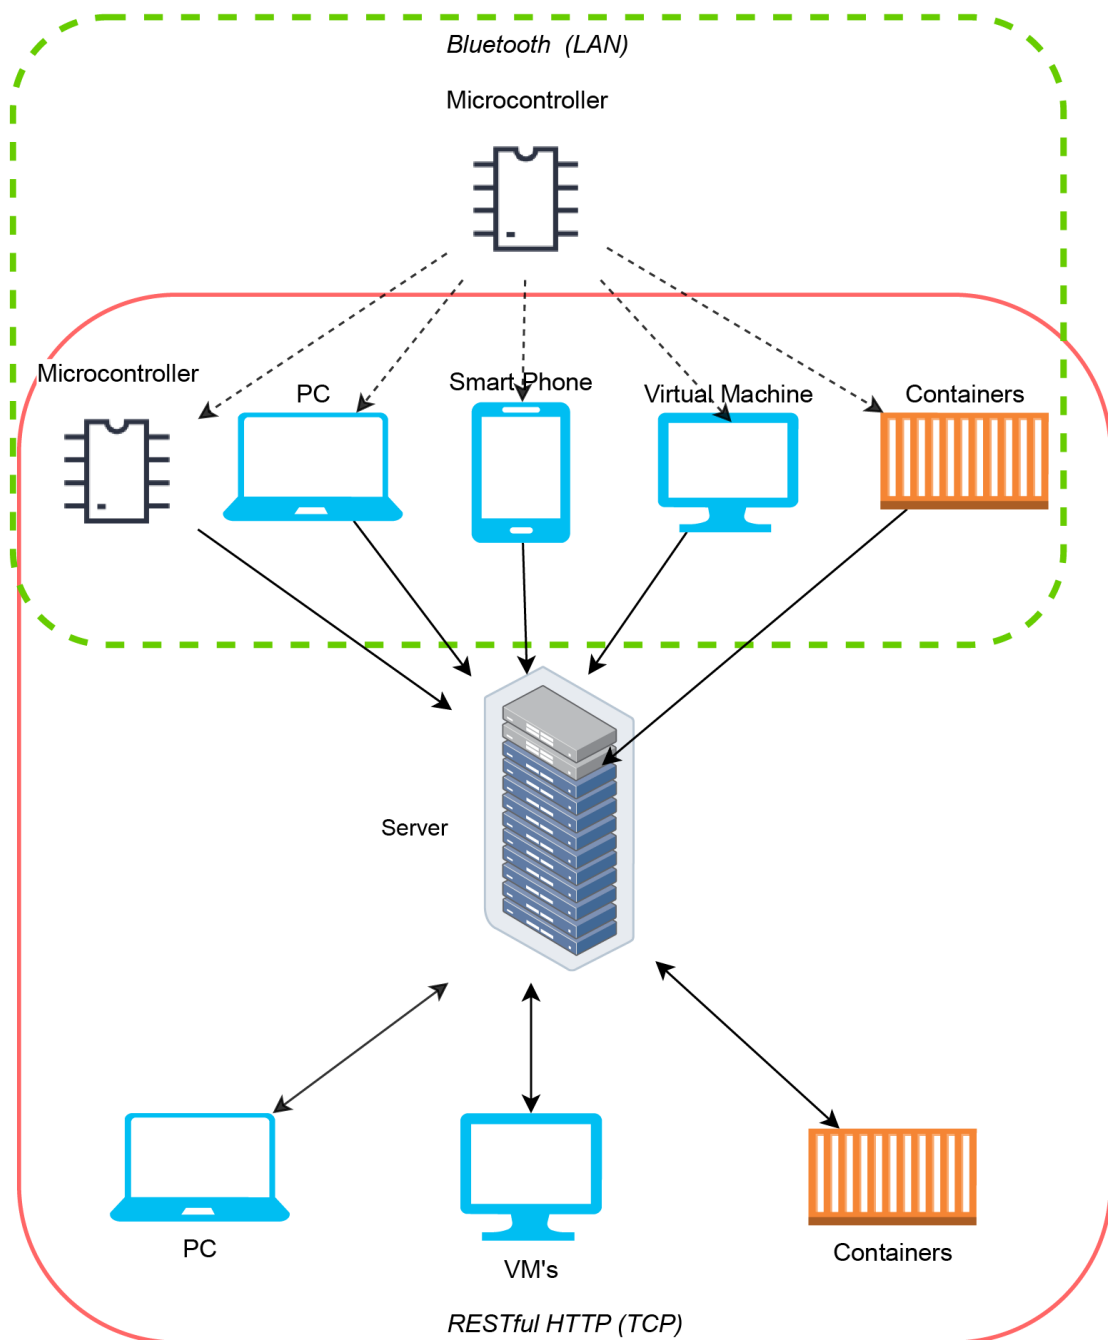 Bluetooth (LAN)
Microcontroller
Microcontroller
PC
Smart Phone
Virtual Machine
Containers
Server
PC
VM's
Containers
RESTful HTTP (TCP)